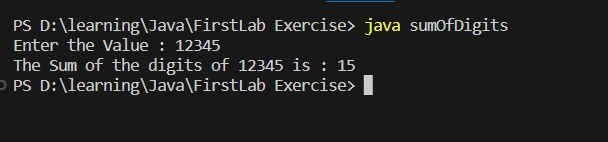 PS D:\learning\Java\FirstLab Exercise> java sumOfDigits
Enter the Value : 12345
The Sum of the digits of 12345 is : 15
PS D:\learning\Java\FirstLab Exercise>